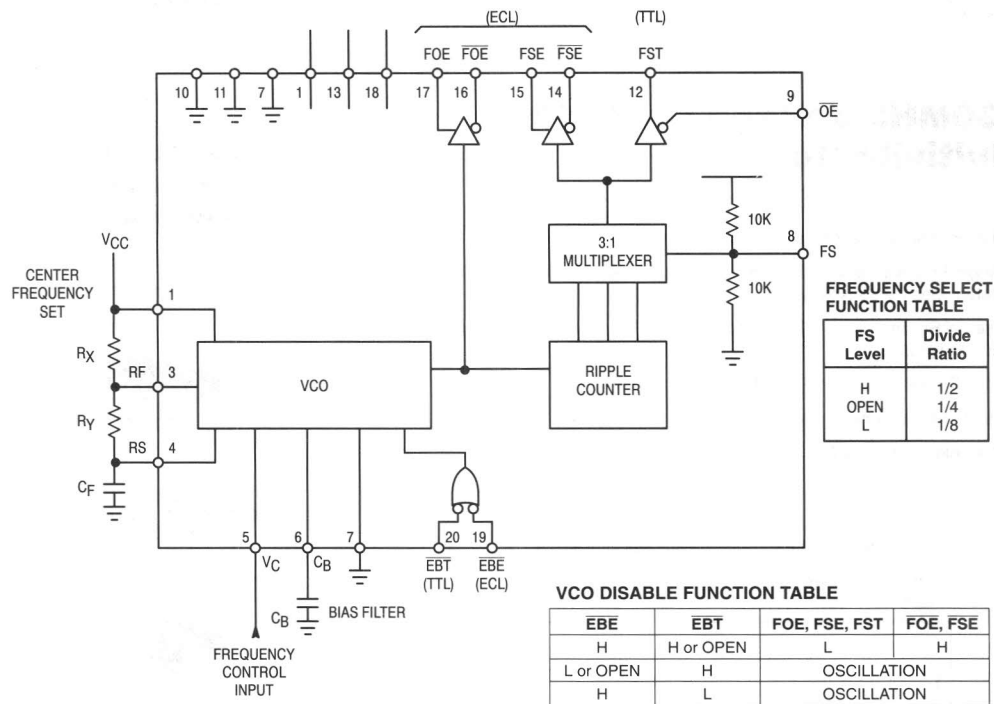 (ECL)
(TTL)
FOE FOE FSE FSE FST
10 11 7 1 13 18 17 16 15 14 12
9 OE
10K
8 FS
10K
3:1
MULTIPLEXER
VCC
CENTER
FREQUENCY
SET
1
RX
RF 3
RY
RS 4
CF
VCO
RIPPLE
COUNTER
FREQUENCY SELECT
FUNCTION TABLE
FS Level Divide Ratio
H 1/2
OPEN 1/4
L 1/8
5 6 7 20 19
VC CB EBT EBE
(TTL) (ECL)
CB BIAS FILTER
FREQUENCY
CONTROL
INPUT
VCO DISABLE FUNCTION TABLE
EBE EBT FOE, FSE, FST FOE, FSE
H H or OPEN L H
L or OPEN H OSCILLATION
H L OSCILLATION